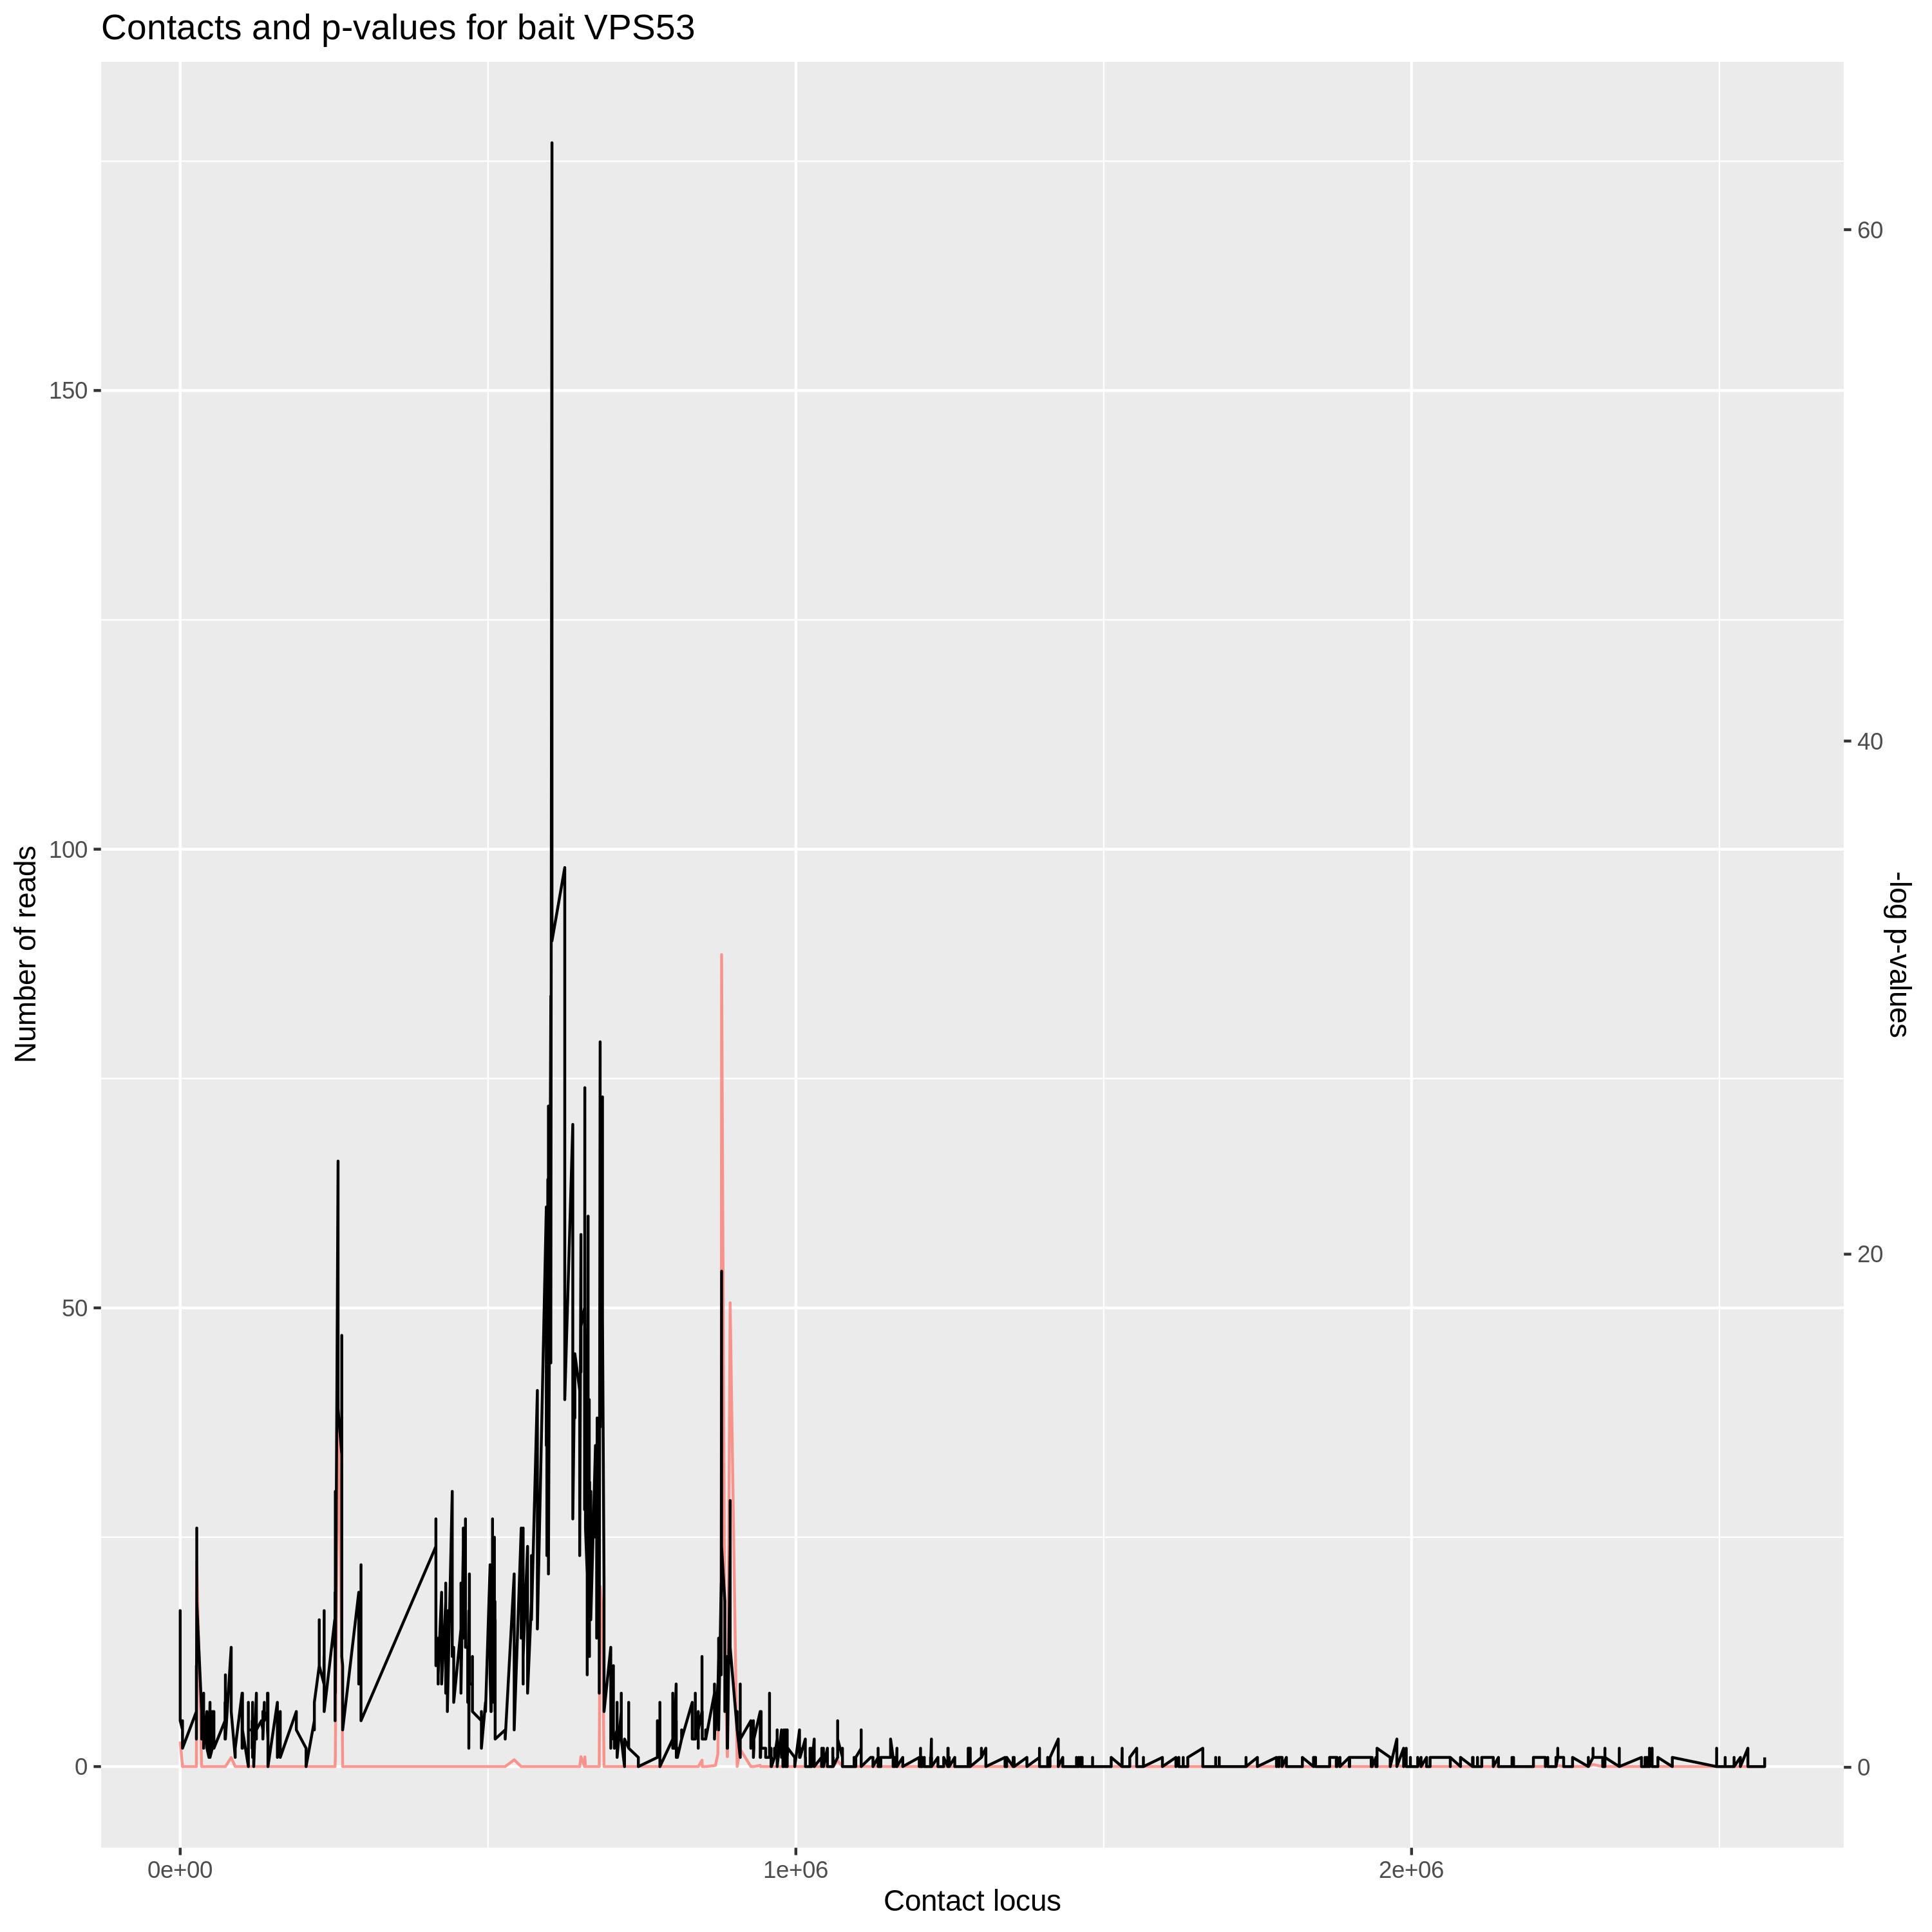 Contacts and p-values for bait VPS53
Number of reads
150
100
50
0
60
40
20
0
-log p-values
0e+00
1e+06
2e+06
Contact locus